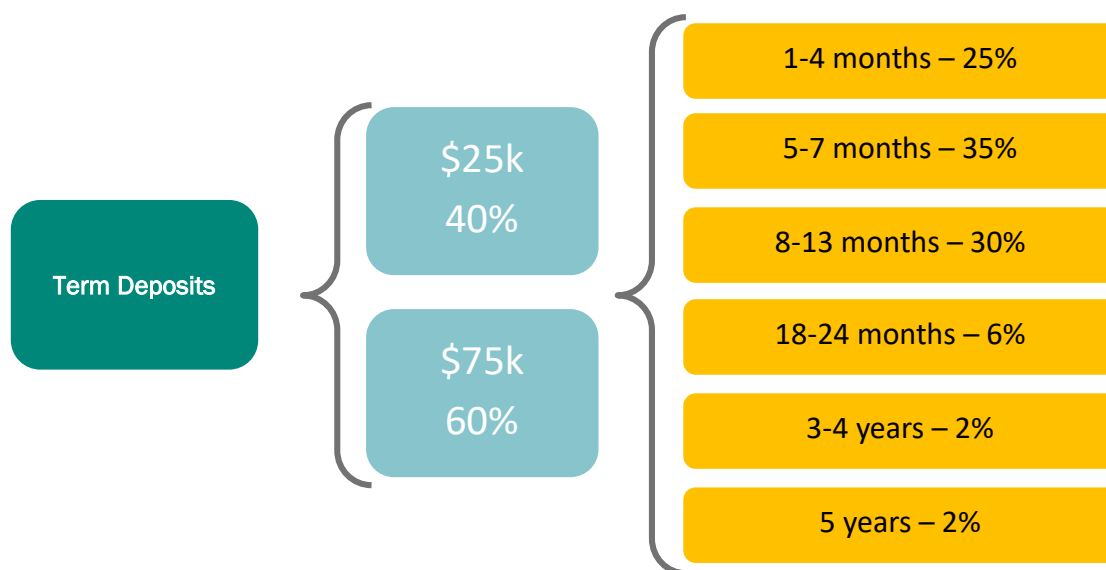 Term Deposits
$25k
40%
$75k
60%
1-4 months – 25%
5-7 months – 35%
8-13 months – 30%
18-24 months – 6%
3-4 years – 2%
5 years – 2%